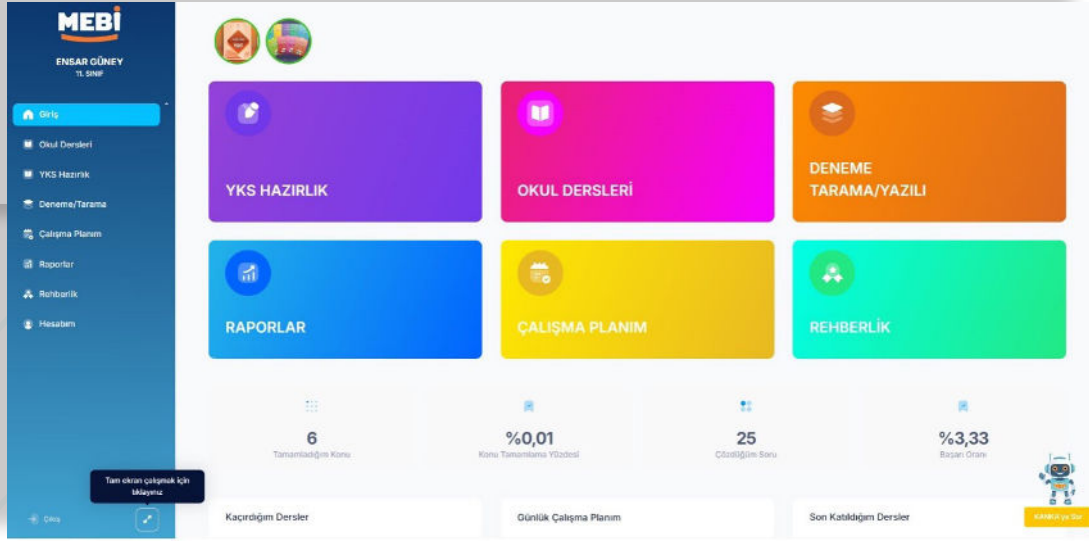 MEBİ
ENSAR GÜNEY
11. SINIF
Giriş
Okul Dersleri
YKS Hazırlık
Deneme/Tarama
Çalışma Planım
Raporlar
Rehberlik
Hesabım
Tam ekran çalışmak için
tıklayınız
Çıkış
YKS HAZIRLIK
OKUL DERSLERİ
DENEME
TARAMA/YAZILI
RAPORLAR
ÇALIŞMA PLANIM
REHBERLİK
6
Tamamladığım Konu
%0,01
Konu Tamamlama Yüzdesi
25
Çözdüğüm Soru
%3,33
Başarı Oranı
Kaçırdığım Dersler
Günlük Çalışma Planım
Son Katıldığım Dersler
KANKA'ya Sor